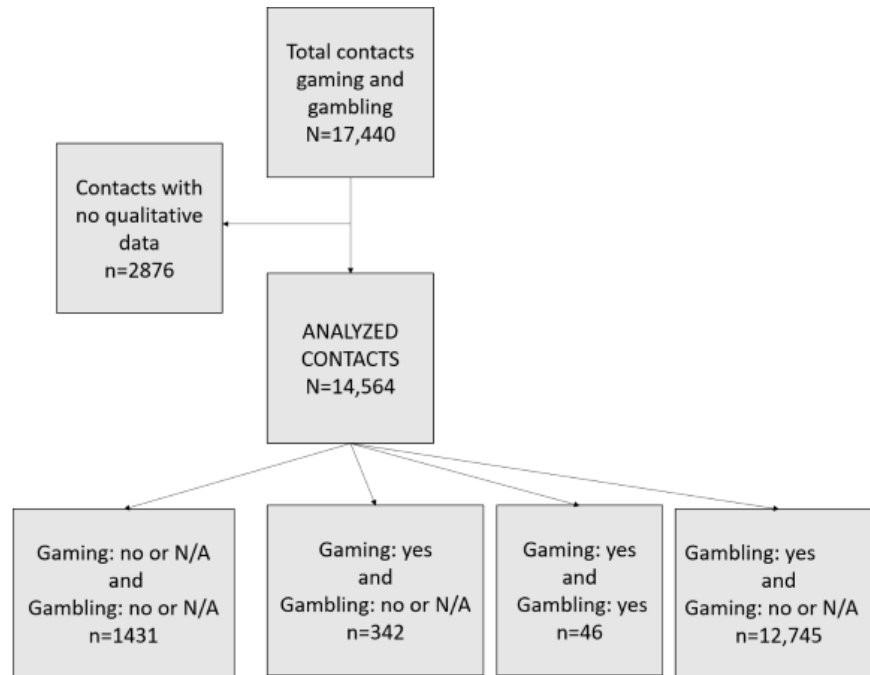 Total contacts
gaming and
gambling
N=17,440
Contacts with
no qualitative
data
n=2876
ANALYZED
CONTACTS
N=14,564
Gaming: no or N/A
and
Gambling: no or N/A
n=1431
Gaming: yes
and
Gambling: no or N/A
n=342
Gaming: yes
and
Gambling: yes
n=46
Gambling: yes
and
Gaming: no or N/A
n=12,745